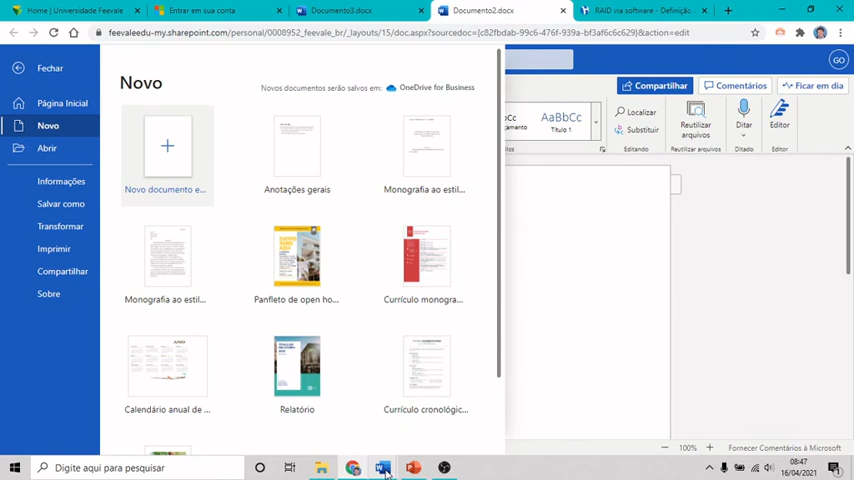 Home | Universidade Feevale
Entrar em sua conta
Documento3.docx
Documento2.docx
RAID via software - Definição
feevaleedu-my.sharepoint.com/personal/0008952_feevale_br/_layouts/15/doc.aspx?sourcedoc={c82fbdab-99c6-476f-939a-bf3af6c6c629}&action=edit
Fechar
GO
Novo
Compartilhar
Comentários
Ficar em dia
Novos documentos serão salvos em:
OneDrive for Business
Página Inicial
Novo
Abrir
AaBbCc
Título 1
Localizar
Substituir
Editando
Reutilizar arquivos
Reutilizar arquivos
Ditar
Ditado
Editor
Editor
Novo documento e...
Anotações gerais
Monografia ao estil...
Informações
Salvar como
Transformar
Imprimir
Compartilhar
Sobre
Monografia ao estil...
Panfleto de open ho...
Currículo monogra...
ANO
Calendário anual de ...
Relatório
Currículo cronológic...
100%
Fornecer Comentários à Microsoft
Digite aqui para pesquisar
08:47
16/04/2021